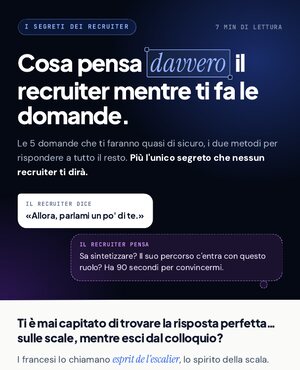 I SEGRETI DEI RECRUITER
7 MIN DI LETTURA
Cosa pensa davvero il
recruiter mentre ti fa le
domande.
Le 5 domande che ti faranno quasi di sicuro, i due metodi per
rispondere a tutto il resto. Più l'unico segreto che nessun
recruiter ti dirà.
IL RECRUITER DICE
«Allora, parlami un po' di te.»
IL RECRUITER PENSA
Sa sintetizzare? Il suo percorso c'entra con questo
ruolo? Ha 90 secondi per convincermi.
Ti è mai capitato di trovare la risposta perfetta…
sulle scale, mentre esci dal colloquio?
I francesi lo chiamano esprit de l'escalier, lo spirito della scala.